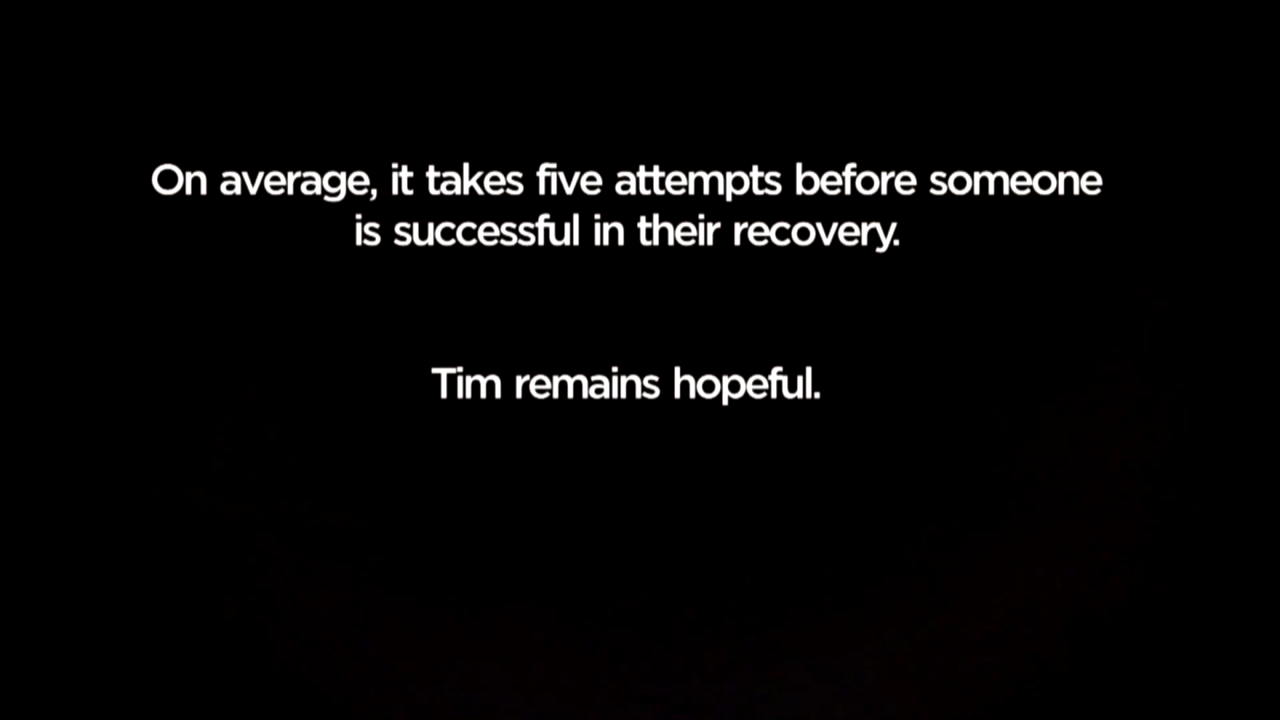 On average, it takes five attempts before someone
is successful in their recovery.
Tim remains hopeful.